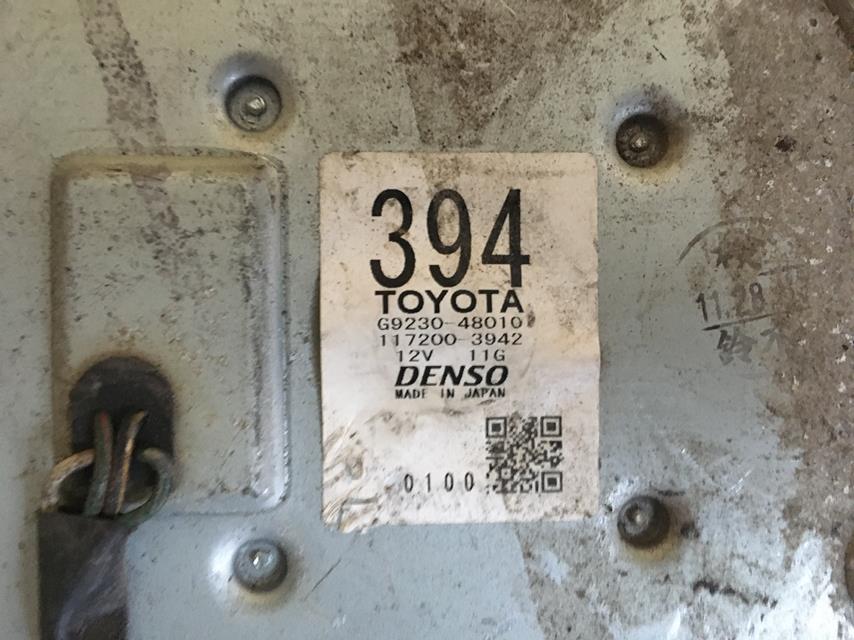 394
TOYOTA
G9230-48010
117200-3942
12V 11G
DENSO
MADE IN JAPAN
0100
11.28